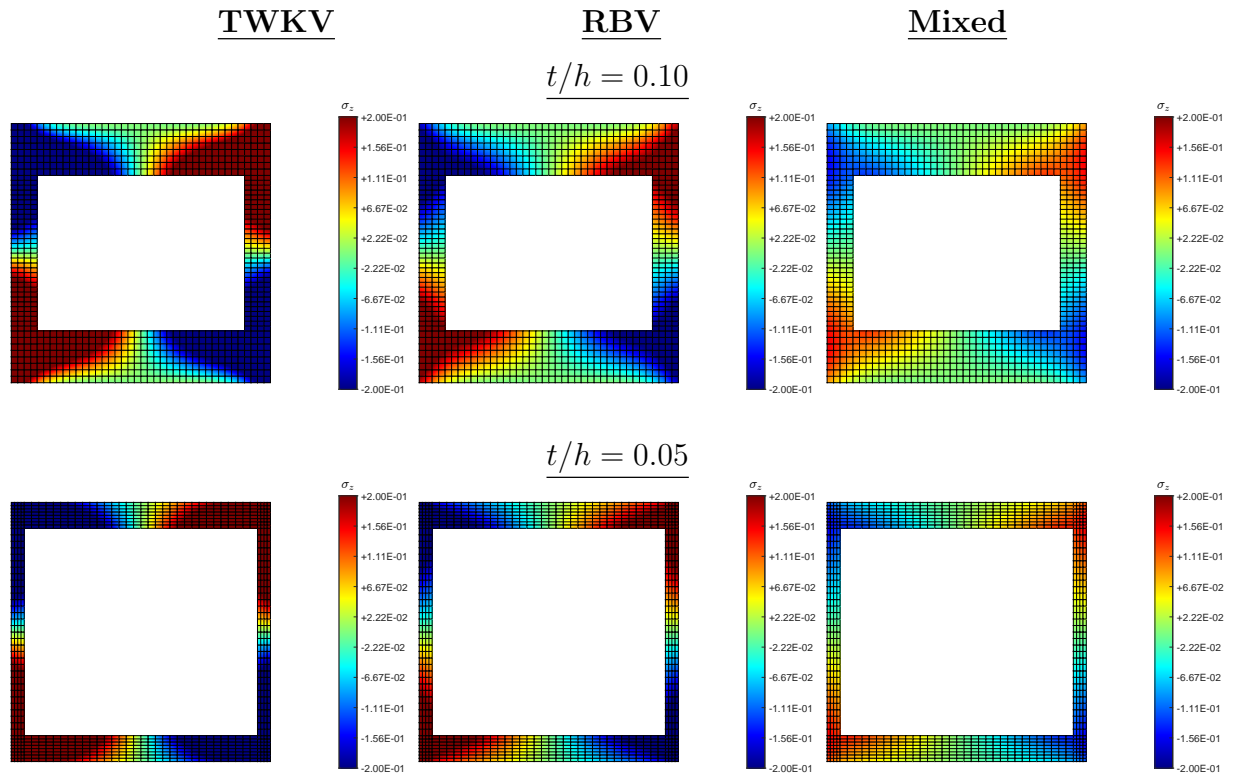 TWKV RBV Mixed
t/h = 0.10
σz σz σz
+2.00E-01 +2.00E-01 +2.00E-01
+1.56E-01 +1.56E-01 +1.56E-01
+1.11E-01 +1.11E-01 +1.11E-01
+6.67E-02 +6.67E-02 +6.67E-02
+2.22E-02 +2.22E-02 +2.22E-02
-2.22E-02 -2.22E-02 -2.22E-02
-6.67E-02 -6.67E-02 -6.67E-02
-1.11E-01 -1.11E-01 -1.11E-01
-1.56E-01 -1.56E-01 -1.56E-01
-2.00E-01 -2.00E-01 -2.00E-01
t/h = 0.05
σz σz σz
+2.00E-01 +2.00E-01 +2.00E-01
+1.56E-01 +1.56E-01 +1.56E-01
+1.11E-01 +1.11E-01 +1.11E-01
+6.67E-02 +6.67E-02 +6.67E-02
+2.22E-02 +2.22E-02 +2.22E-02
-2.22E-02 -2.22E-02 -2.22E-02
-6.67E-02 -6.67E-02 -6.67E-02
-1.11E-01 -1.11E-01 -1.11E-01
-1.56E-01 -1.56E-01 -1.56E-01
-2.00E-01 -2.00E-01 -2.00E-01